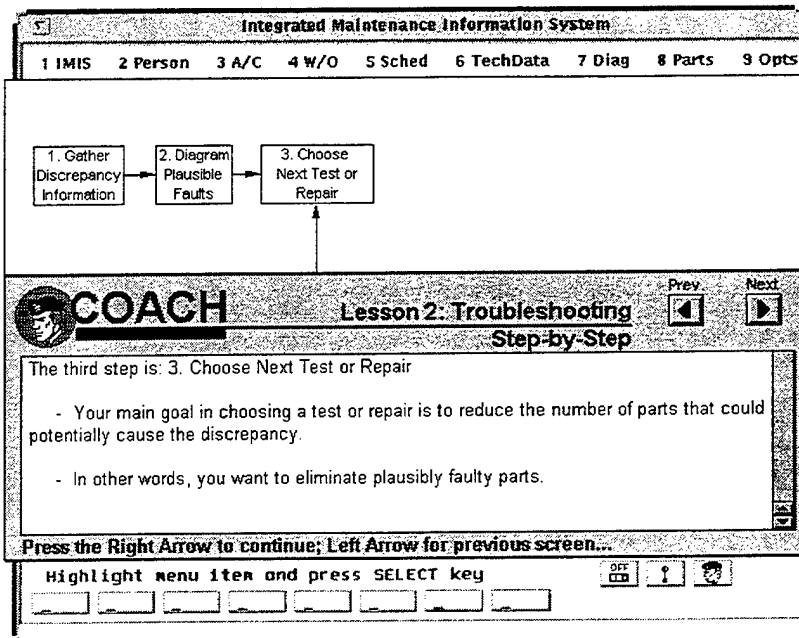 Integrated Maintenance Information System
1 IMIS 2 Person 3 A/C 4 W/O 5 Sched 6 TechData 7 Diag 8 Parts 9 Opts
1. Gather
Discrepancy
Information
2. Diagram
Plausible
Faults
3. Choose
Next Test or
Repair
COACH
Lesson 2: Troubleshooting
Step-by-Step
Prev.
Next
The third step is: 3. Choose Next Test or Repair
- Your main goal in choosing a test or repair is to reduce the number of parts that could
potentially cause the discrepancy.
- In other words, you want to eliminate plausibly faulty parts.
Press the Right Arrow to continue; Left Arrow for previous screen...
Highlight menu item and press SELECT key
OFF